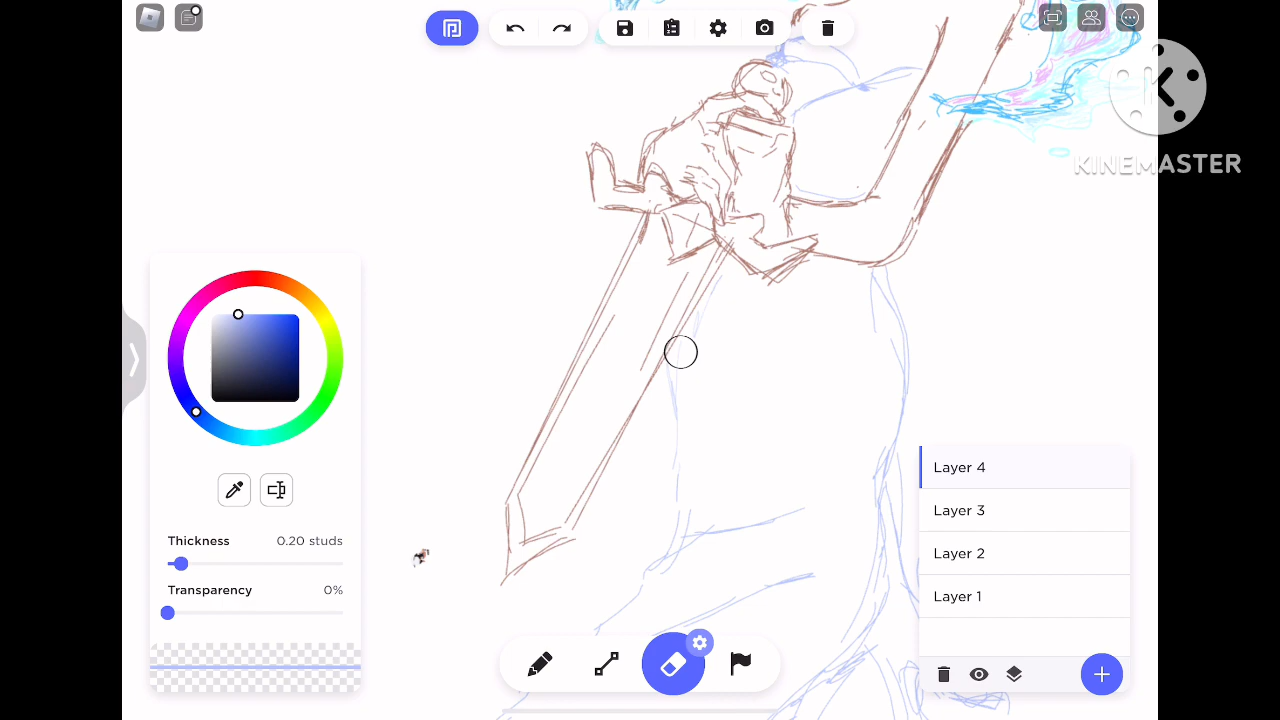 KINEMASTER
Thickness 0.20 studs
Transparency 0%
Layer 4
Layer 3
Layer 2
Layer 1